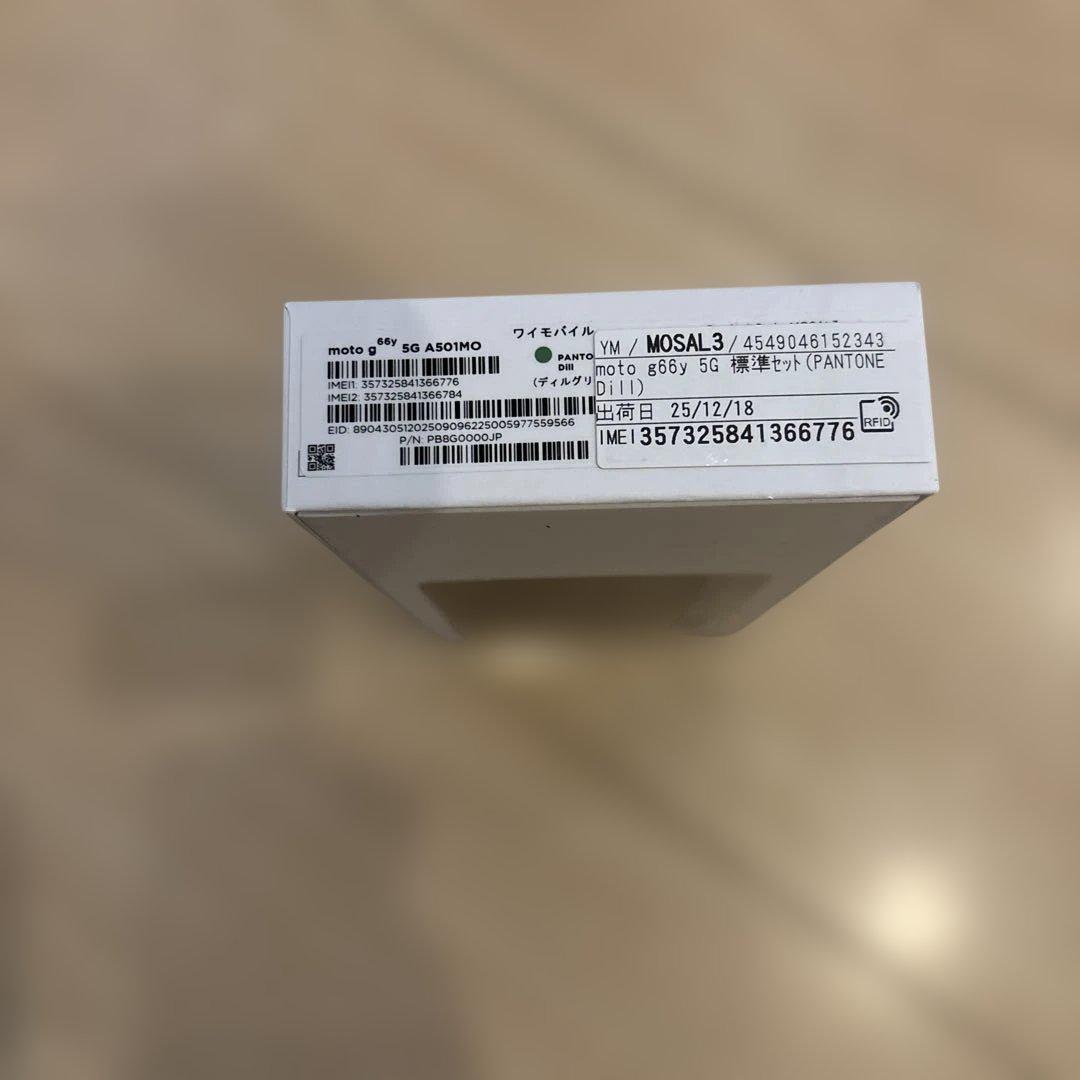 ワイモバイル
moto g66y 5G A501MO
PANTO
Dill
(ディルグリ
IMEI1: 357325841366776
IMEI2: 357325841366784
EID: 89043051202509096225005977559566
P/N: PB8G0000JP
YM / MOSAL3 / 4549046152343
moto g66y 5G 標準ｾｯﾄ(PANTONE
Dill)
出荷日 25/12/18
IMEI 357325841366776
RFID